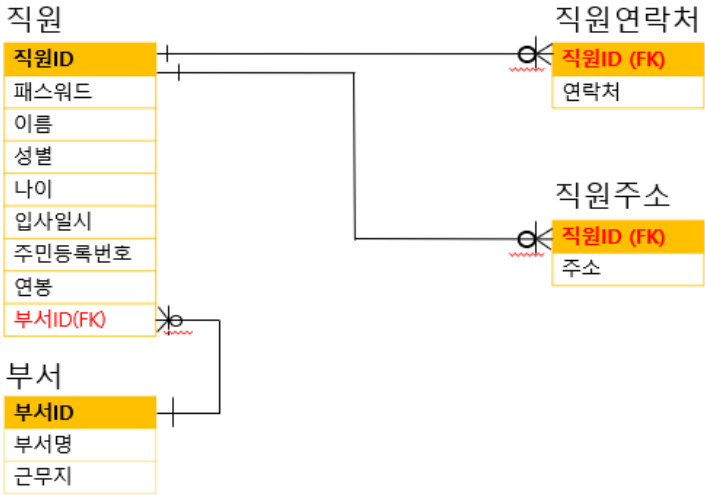 직원
직원ID
패스워드
이름
성별
나이
입사일시
주민등록번호
연봉
부서ID(FK)
부서
부서ID
부서명
근무지
직원연락처
직원ID (FK)
연락처
직원주소
직원ID (FK)
주소